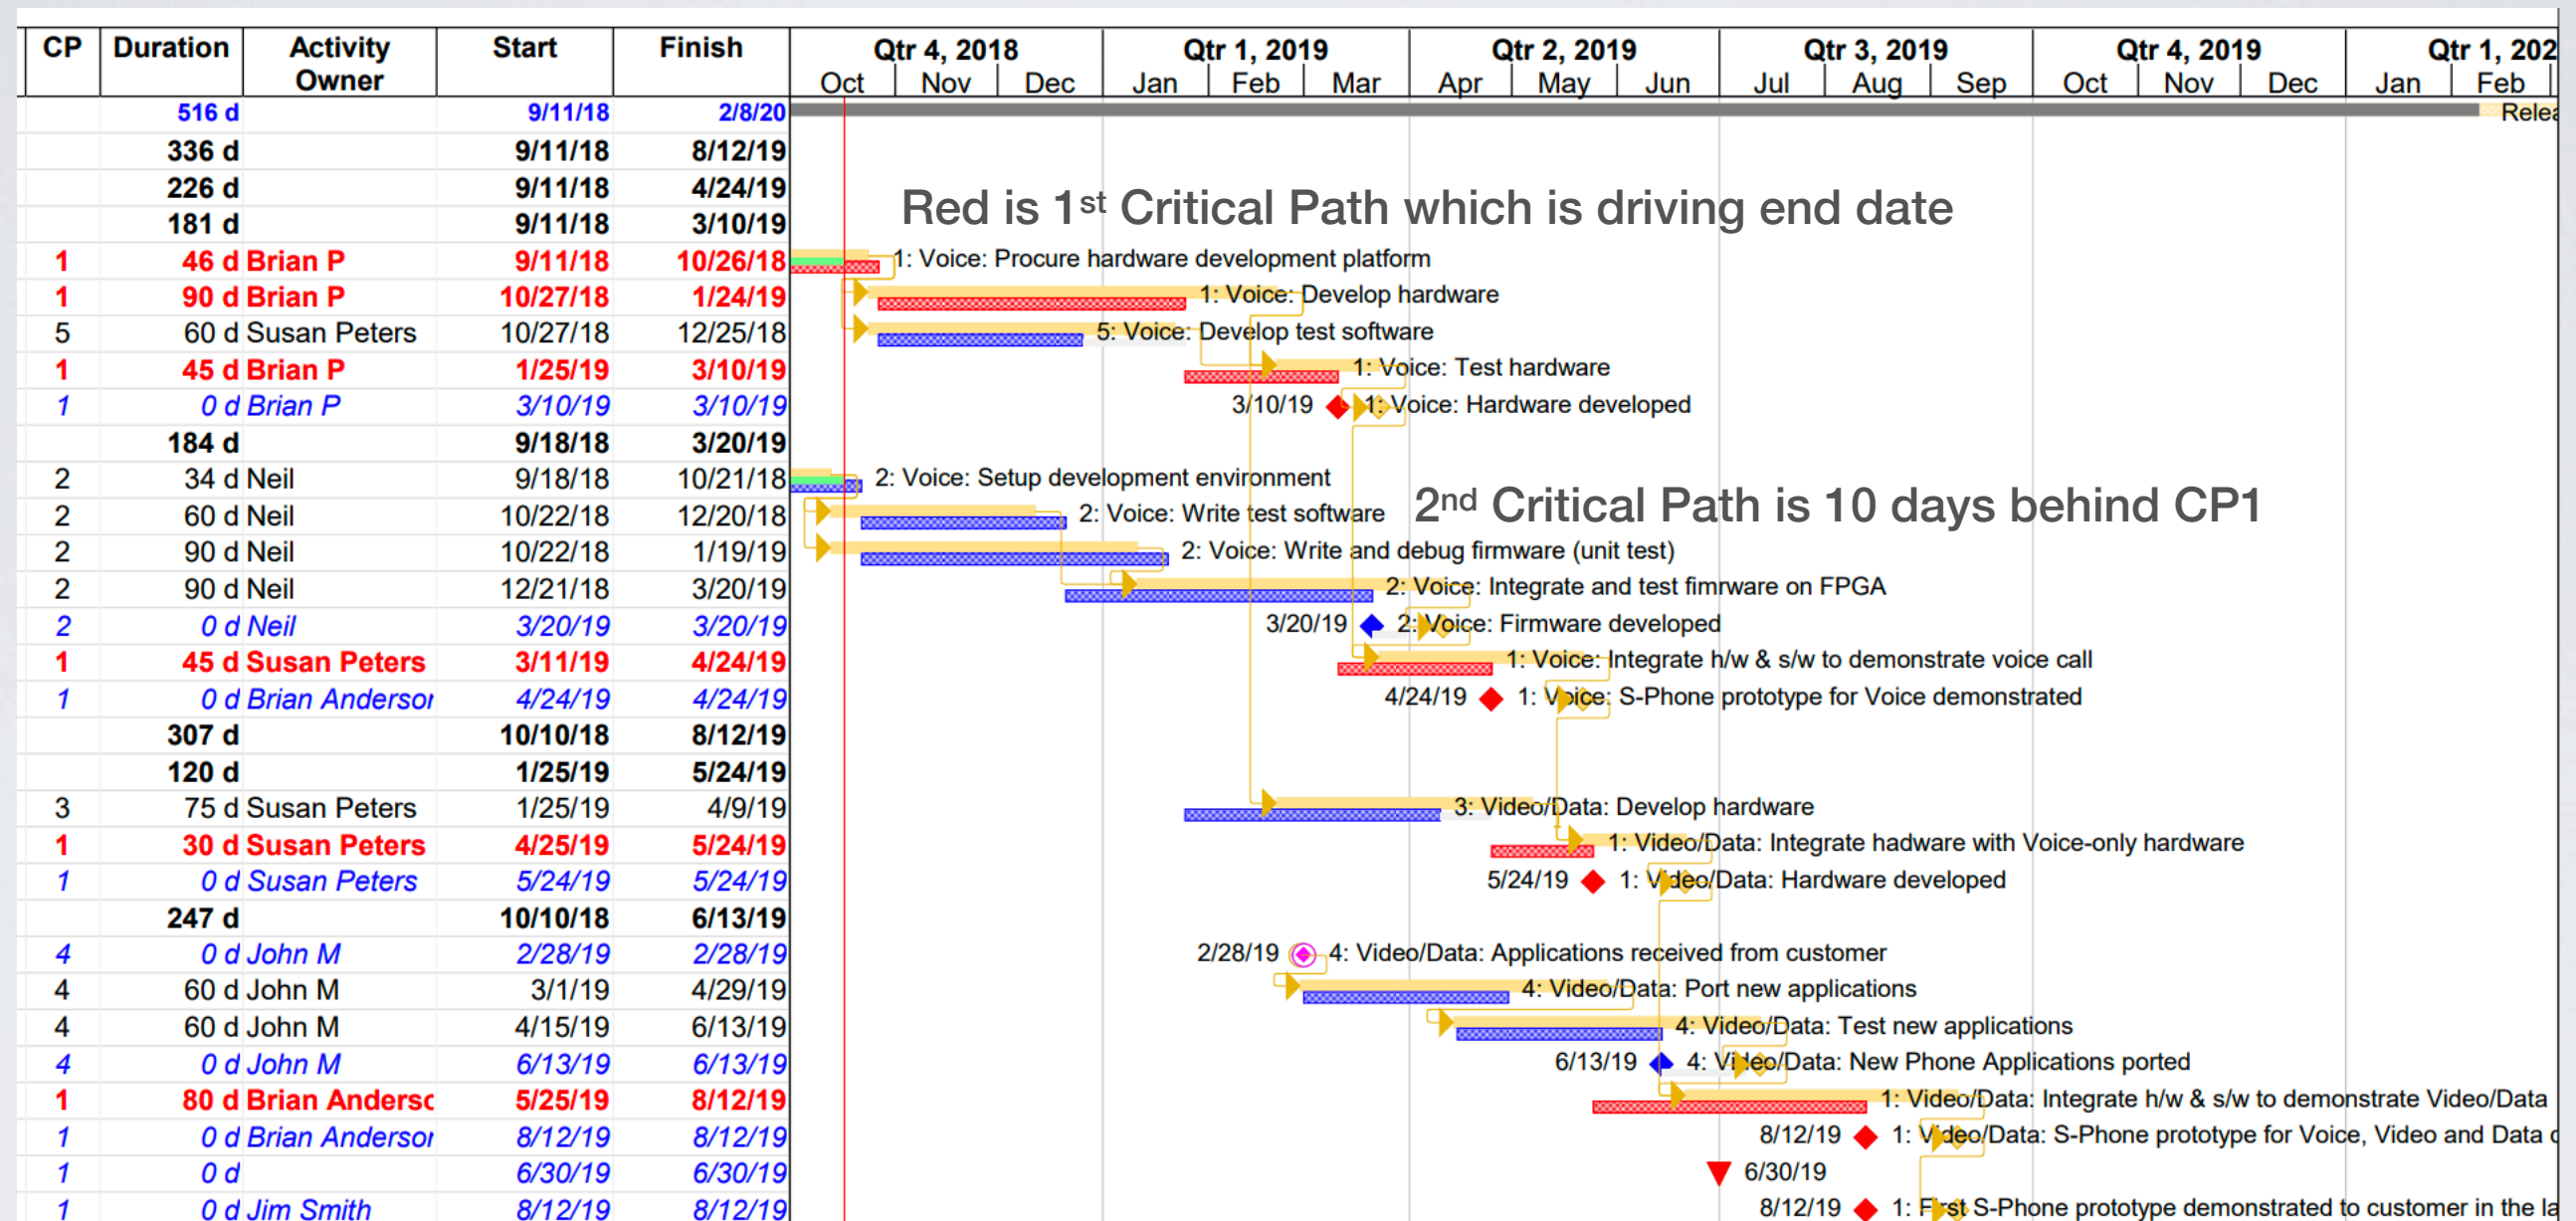 CP Duration Activity Owner Start Finish Qtr 4, 2018 Qtr 1, 2019 Qtr 2, 2019 Qtr 3, 2019 Qtr 4, 2019 Qtr 1, 202
Oct Nov Dec Jan Feb Mar Apr May Jun Jul Aug Sep Oct Nov Dec Jan Feb
516 d 9/11/18 2/8/20 Relea
336 d 9/11/18 8/12/19
226 d 9/11/18 4/24/19
181 d 9/11/18 3/10/19
Red is 1st Critical Path which is driving end date
1 46 d Brian P 9/11/18 10/26/18 1: Voice: Procure hardware development platform
1 90 d Brian P 10/27/18 1/24/19 1: Voice: Develop hardware
5 60 d Susan Peters 10/27/18 12/25/18 5: Voice: Develop test software
1 45 d Brian P 1/25/19 3/10/19 1: Voice: Test hardware
1 0 d Brian P 3/10/19 3/10/19 3/10/19 1: Voice: Hardware developed
184 d 9/18/18 3/20/19
2 34 d Neil 9/18/18 10/21/18 2: Voice: Setup development environment
2nd Critical Path is 10 days behind CP1
2 60 d Neil 10/22/18 12/20/18 2: Voice: Write test software
2 90 d Neil 10/22/18 1/19/19 2: Voice: Write and debug firmware (unit test)
2 90 d Neil 12/21/18 3/20/19 2: Voice: Integrate and test fimrware on FPGA
2 0 d Neil 3/20/19 3/20/19 3/20/19 2: Voice: Firmware developed
1 45 d Susan Peters 3/11/19 4/24/19 1: Voice: Integrate h/w & s/w to demonstrate voice call
1 0 d Brian Anderson 4/24/19 4/24/19 4/24/19 1: Voice: S-Phone prototype for Voice demonstrated
307 d 10/10/18 8/12/19
120 d 1/25/19 5/24/19
3 75 d Susan Peters 1/25/19 4/9/19 3: Video/Data: Develop hardware
1 30 d Susan Peters 4/25/19 5/24/19 1: Video/Data: Integrate hadware with Voice-only hardware
1 0 d Susan Peters 5/24/19 5/24/19 5/24/19 1: Video/Data: Hardware developed
247 d 10/10/18 6/13/19
4 0 d John M 2/28/19 2/28/19 2/28/19 4: Video/Data: Applications received from customer
4 60 d John M 3/1/19 4/29/19 4: Video/Data: Port new applications
4 60 d John M 4/15/19 6/13/19 4: Video/Data: Test new applications
4 0 d John M 6/13/19 6/13/19 6/13/19 4: Video/Data: New Phone Applications ported
1 80 d Brian Anderso 5/25/19 8/12/19 1: Video/Data: Integrate h/w & s/w to demonstrate Video/Data
1 0 d Brian Anderson 8/12/19 8/12/19 8/12/19 1: Video/Data: S-Phone prototype for Voice, Video and Data
1 0 d 6/30/19 6/30/19 6/30/19
1 0 d Jim Smith 8/12/19 8/12/19 8/12/19 1: First S-Phone prototype demonstrated to customer in the la